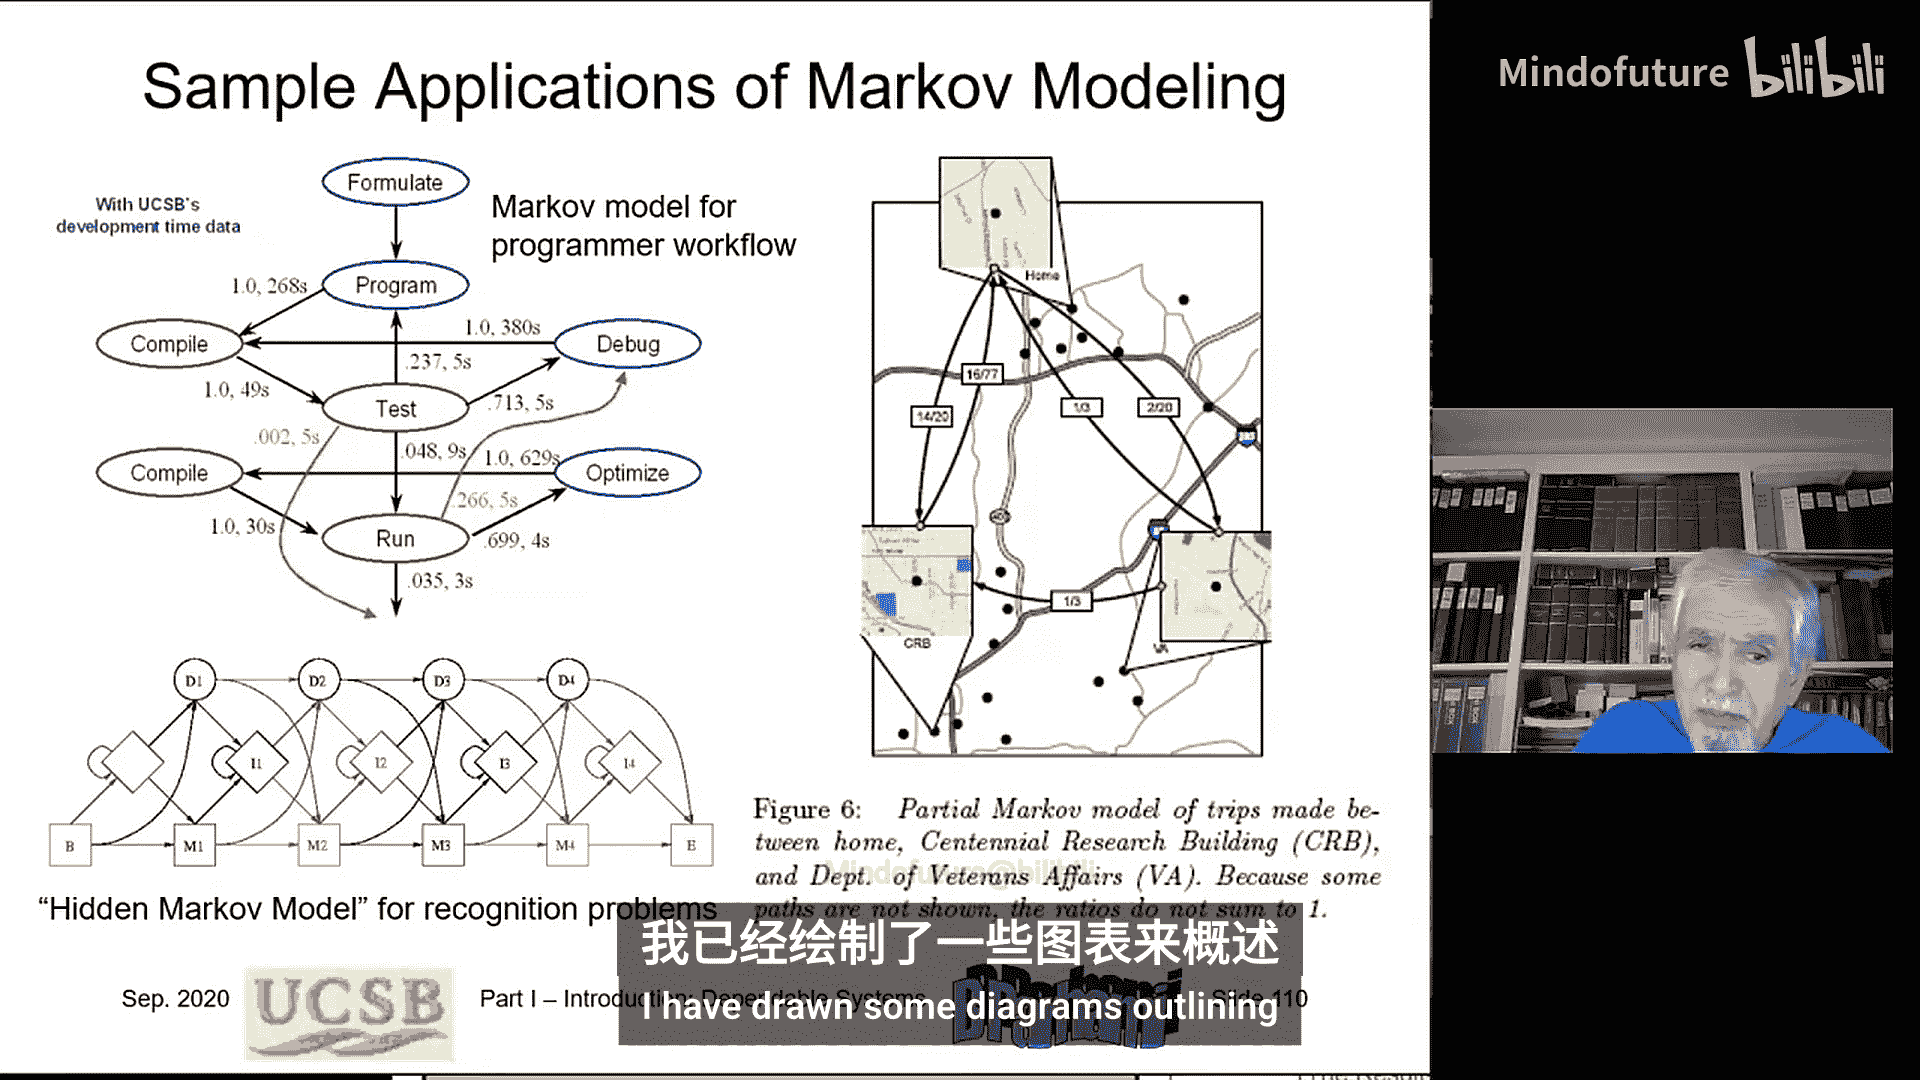 Sample Applications of Markov Modeling
Mindofuture bilibili
With UCSB's
development time data
Markov model for
programmer workflow
Formulate
Program
1.0, 268s
1.0, 380s
Compile
Debug
.237, 5s
1.0, 49s
Test
.713, 5s
.002, 5s
.048, 9s
1.0, 629s
Compile
Optimize
.266, 5s
1.0, 30s
Run
.699, 4s
.035, 3s
Home
16/77
14/20
1/3
2/20
1/3
CRB
VA
D1
D2
D3
D4
I1
I2
I3
I4
B
M1
M2
M3
M4
E
"Hidden Markov Model" for recognition problems
Figure 6: Partial Markov model of trips made be-
tween home, Centennial Research Building (CRB),
and Dept. of Veterans Affairs (VA). Because some
paths are not shown, the ratios do not sum to 1.
Mindofuture@bilibili
我已经绘制了一些图表来概述
I have drawn some diagrams outlining
Sep. 2020
UCSB
Part I – Introduction: Dependable Systems
B. Parhami
Slide 110